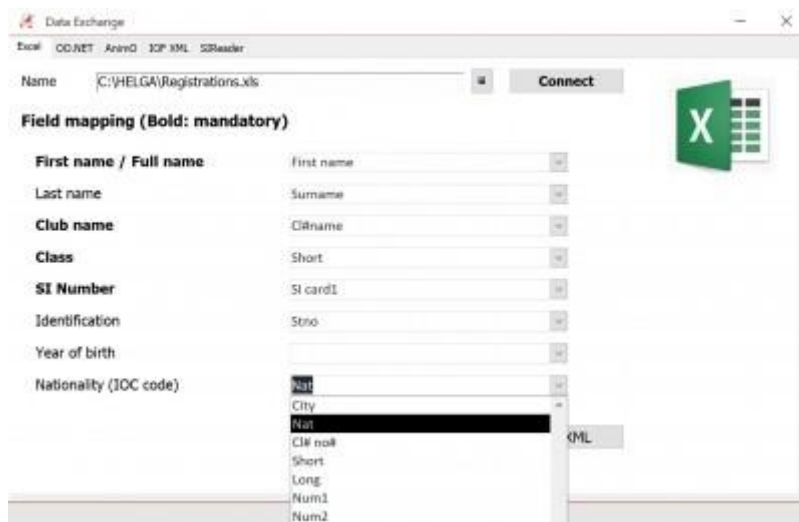 Data Exchange
Excel OD.NET AnimO IOF XML SIReader
Name C:\HELGA\Registrations.xls Connect
Field mapping (Bold: mandatory)
First name / Full name First name
Last name Surname
Club name Cl#name
Class Short
SI Number SI card1
Identification Stno
Year of birth
Nationality (IOC code) Nat
City
Nat
XML
Cl# no#
Short
Long
Num1
Num2
X